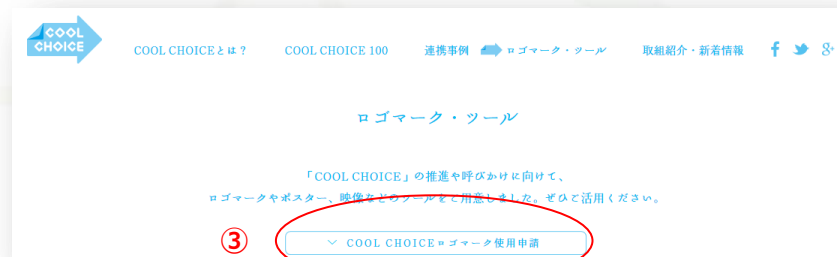 COOL
CHOICE
COOL CHOICEとは？ COOL CHOICE 100 連携事例 ロゴマーク・ツール 取組紹介・新着情報 f 8+
ロゴマーク・ツール
「COOL CHOICE」の推進や呼びかけに向けて、
ロゴマークやポスター、映像などのツールをご用意しました。ぜひご活用ください。
③ COOL CHOICEロゴマーク使用申請